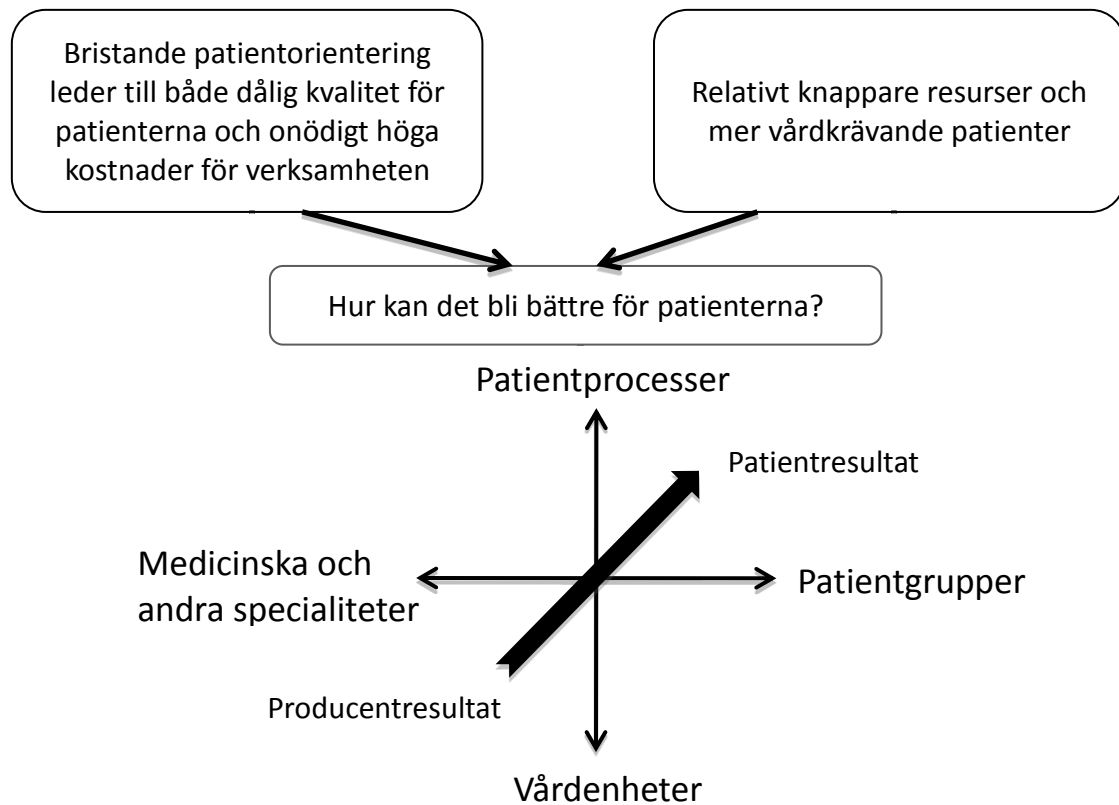 Bristande patientorientering
leder till både dålig kvalitet för
patienterna och onödigt höga
kostnader för verksamheten
Relativt knappare resurser och
mer vårdkrävande patienter
Hur kan det bli bättre för patienterna?
Patientprocesser
Patientresultat
Medicinska och
andra specialiteter
Patientgrupper
Producentresultat
Vårdenheter